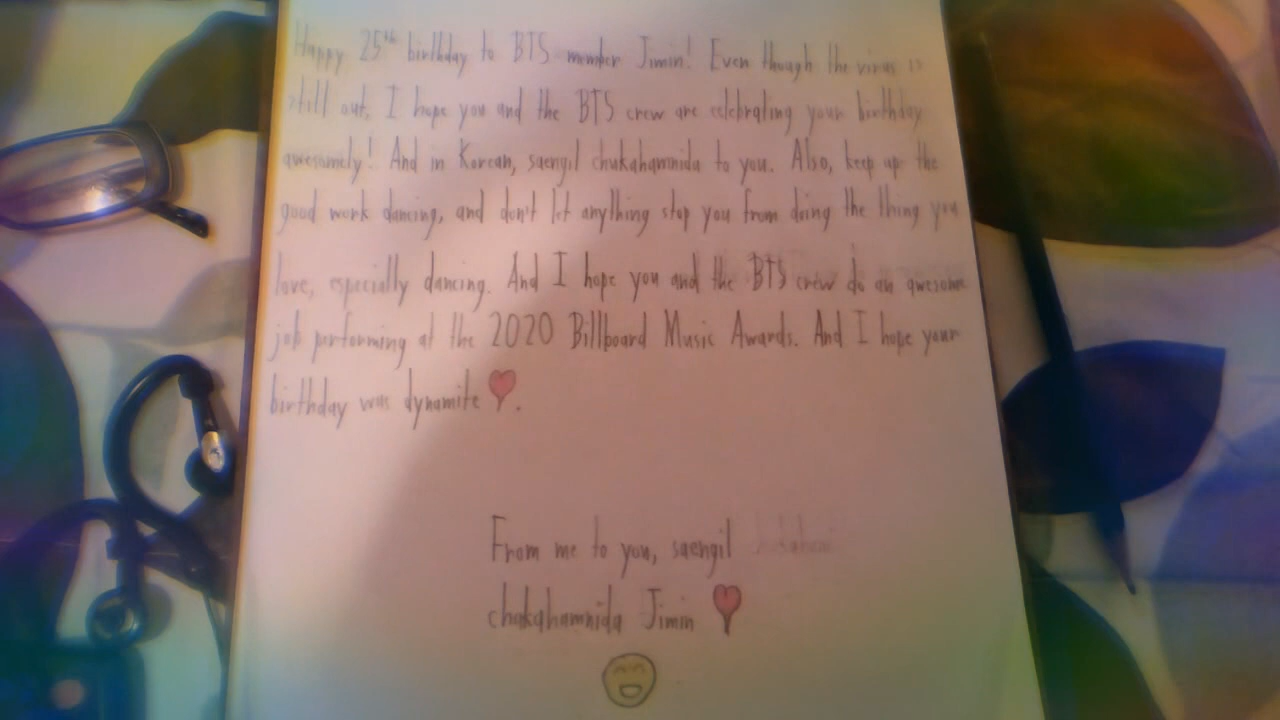 Happy 25th birthday to BTS member Jimin! Even though the virus is
still out, I hope you and the BTS crew are celebrating your birthday
awesomely! And in Korean, saengil chukahamnida to you. Also, keep up the
good work dancing, and don't let anything stop you from doing the thing you
love, especially dancing. And I hope you and the BTS crew do an awesome
job performing at the 2020 Billboard Music Awards. And I hope your
birthday was dynamite ❤.
From me to you, saengil
chukahamnida Jimin ❤